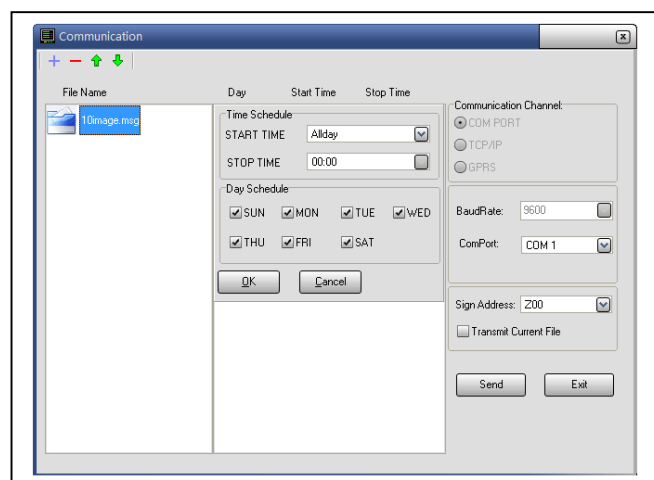 Communication
File Name
Day Start Time Stop Time
10image.msg
Time Schedule
START TIME Allday
STOP TIME 00:00
Day Schedule
SUN MON TUE WED
THU FRI SAT
OK Cancel
Communication Channel:
COM PORT
TCP/IP
GPRS
BaudRate: 9600
ComPort: COM 1
Sign Address: Z00
Transmit Current File
Send Exit